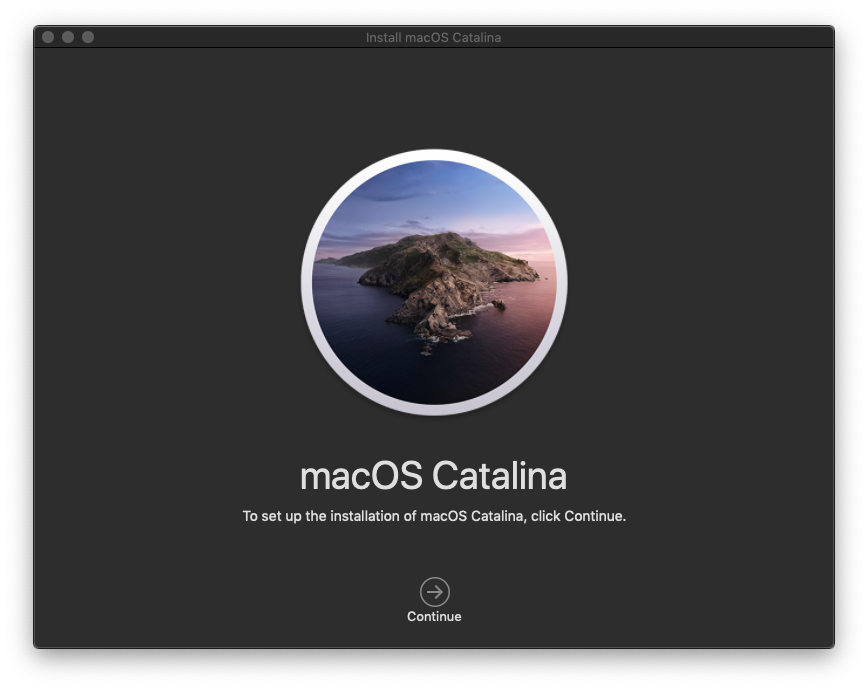 Install macOS Catalina
macOS Catalina
To set up the installation of macOS Catalina, click Continue.
Continue